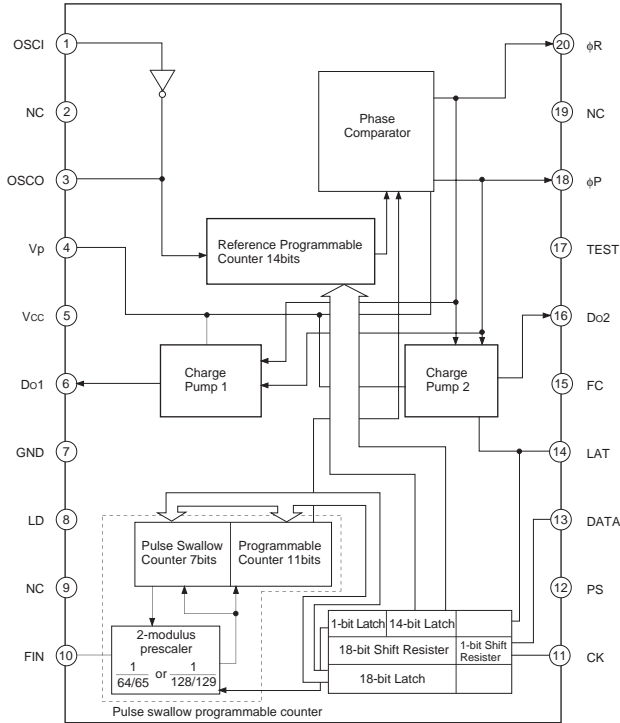 OSCI 1
20 ϕR
NC 2
Phase
Comparator
19 NC
OSCO 3
18 ϕP
Vp 4
Reference Programmable
Counter 14bits
17 TEST
Vcc 5
16 Do2
Do1 6
Charge
Pump 1
Charge
Pump 2
15 FC
GND 7
14 LAT
LD 8
13 DATA
Pulse Swallow
Counter 7bits
Programmable
Counter 11bits
NC 9
12 PS
1-bit Latch
14-bit Latch
18-bit Shift Register
1-bit Shift
Register
18-bit Latch
FIN 10
11 CK
2-modulus
prescaler
1/64/65 or 1/128/129
Pulse swallow programmable counter